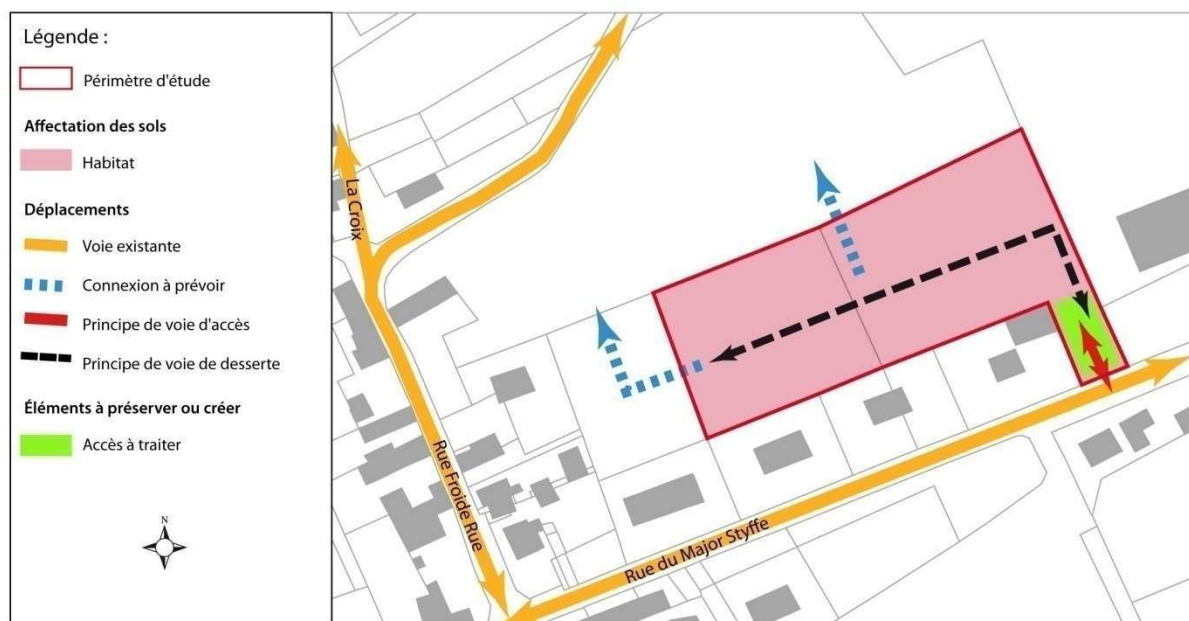 Légende :
Périmètre d'étude
Affectation des sols
Habitat
Déplacements
Voie existante
Connexion à prévoir
Principe de voie d'accès
Principe de voie de desserte
Éléments à préserver ou créer
Accès à traiter
N
La Croix
Rue Froide Rue
Rue du Major Styffe